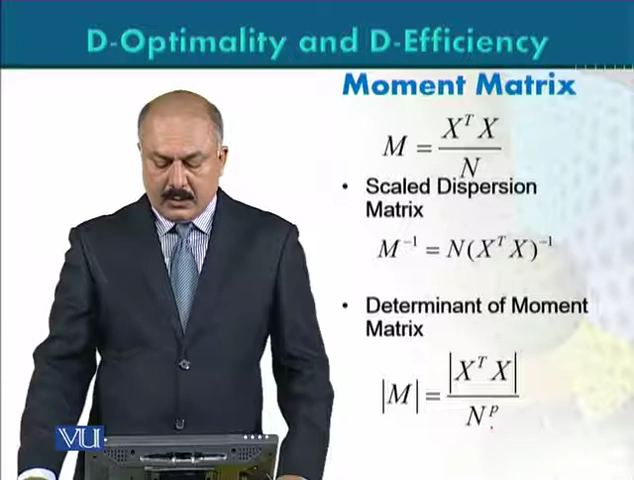 D-Optimality and D-Efficiency
Moment Matrix
M = X^T X / N
• Scaled Dispersion
Matrix
M^-1 = N(X^T X)^-1
• Determinant of Moment
Matrix
|M| = |X^T X| / N^p
VU